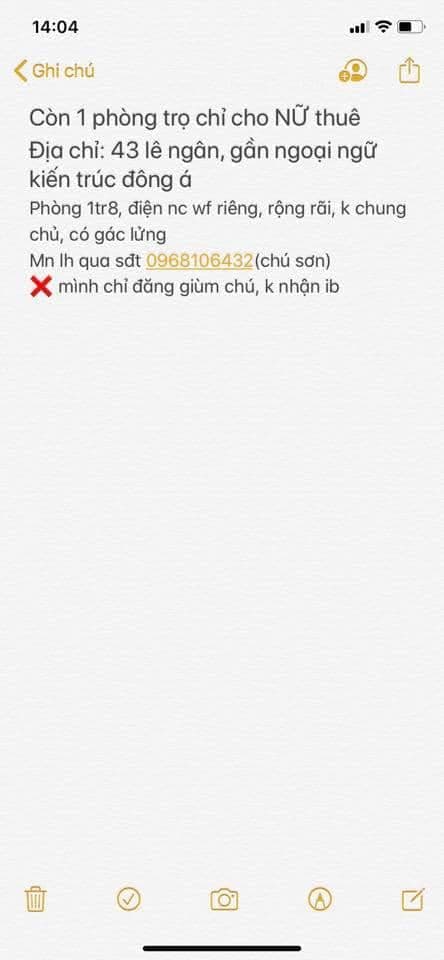 14:04
Ghi chú
Còn 1 phòng trọ chỉ cho NỮ thuê
Địa chỉ: 43 lê ngân, gần ngoại ngữ
kiến trúc đông á
Phòng 1tr8, điện nc wf riêng, rộng rãi, k chung
chủ, có gác lửng
Mn lh qua sđt 0968106432(chú sơn)
❌ mình chỉ đăng giùm chú, k nhận ib